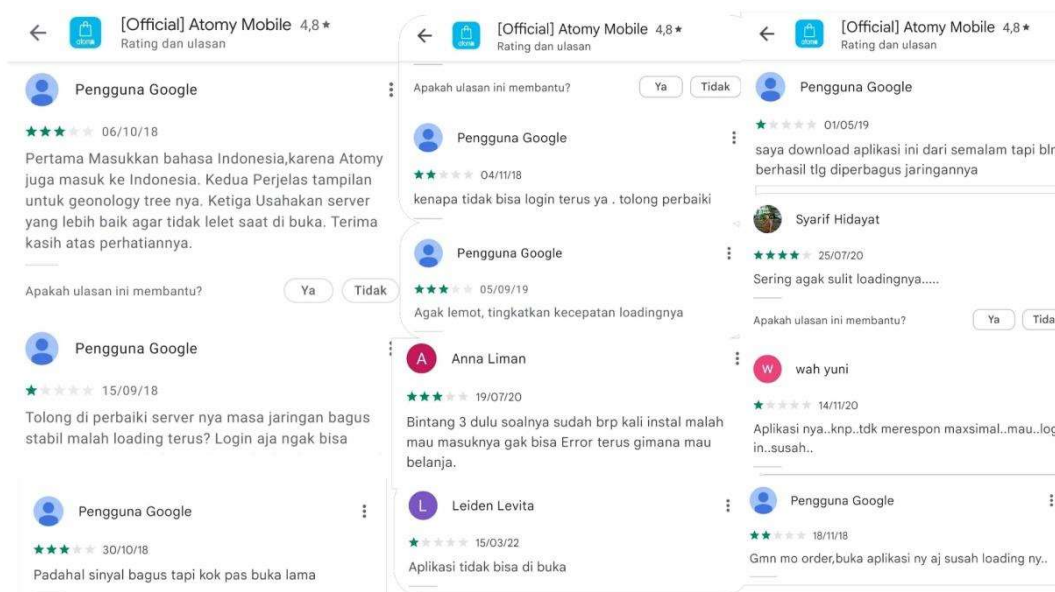 [Official] Atomy Mobile 4,8★
Rating dan ulasan
Pengguna Google
06/10/18
Pertama Masukkan bahasa Indonesia,karena Atomy
juga masuk ke Indonesia. Kedua Perjelas tampilan
untuk geonology tree nya. Ketiga Usahakan server
yang lebih baik agar tidak lelet saat di buka. Terima
kasih atas perhatiannya.
Apakah ulasan ini membantu? Ya Tidak
Pengguna Google
15/09/18
Tolong di perbaiki server nya masa jaringan bagus
stabil malah loading terus? Login aja ngak bisa
Pengguna Google
30/10/18
Padahal sinyal bagus tapi kok pas buka lama
[Official] Atomy Mobile 4,8★
Rating dan ulasan
Apakah ulasan ini membantu? Ya Tidak
Pengguna Google
04/11/18
kenapa tidak bisa login terus ya . tolong perbaiki
Pengguna Google
05/09/19
Agak lemot, tingkatkan kecepatan loadingnya
A Anna Liman
19/07/20
Bintang 3 dulu soalnya sudah brp kali instal malah
mau masuknya gak bisa Error terus gimana mau
belanja.
L Leiden Levita
15/03/22
Aplikasi tidak bisa di buka
[Official] Atomy Mobile 4,8★
Rating dan ulasan
Pengguna Google
01/05/19
saya download aplikasi ini dari semalam tapi bln
berhasil tlg diperbagus jaringannya
Syarif Hidayat
25/07/20
Sering agak sulit loadingnya.....
Apakah ulasan ini membantu? Ya Tida
W wah yuni
14/11/20
Aplikasi nya..knp..tdk merespon maxsimal..mau..log
in..susah..
Pengguna Google
18/11/18
Gmn mo order,buka aplikasi ny aj susah loading ny..